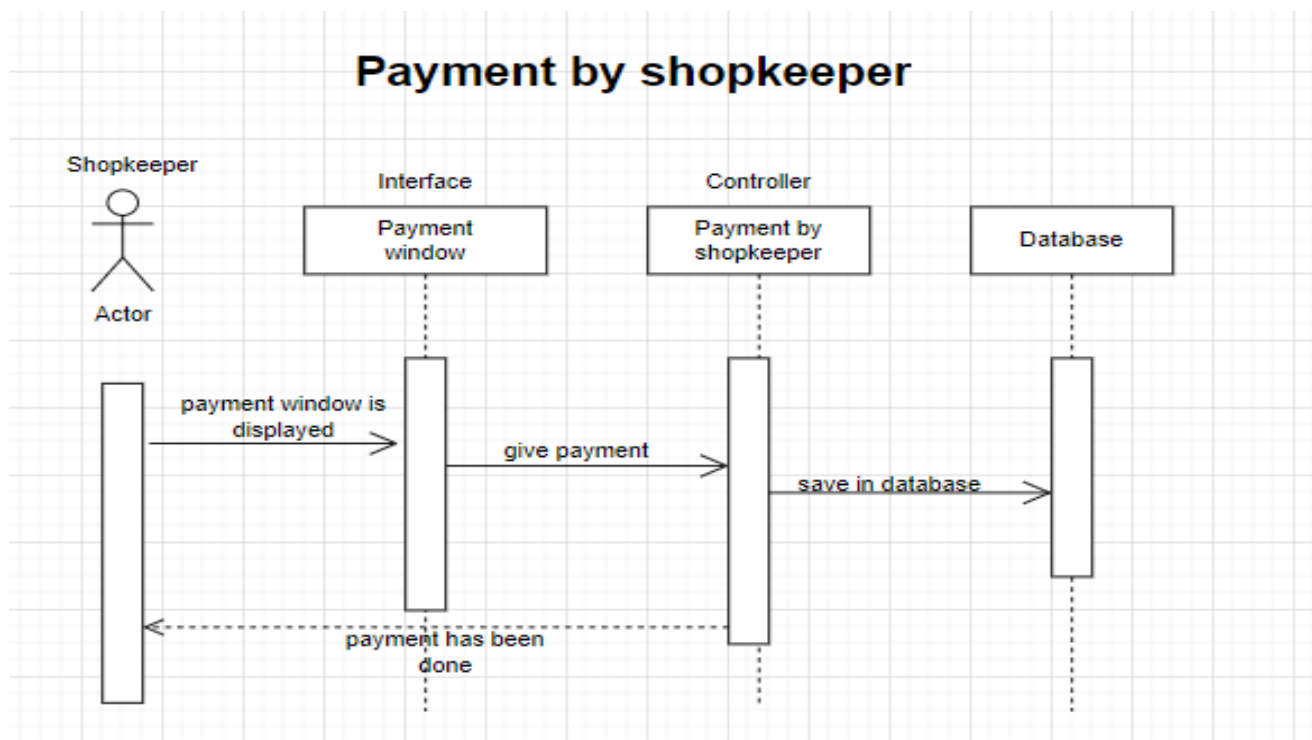 Payment by shopkeeper
Shopkeeper
Interface
Controller
Payment
window
Payment by
shopkeeper
Database
Actor
payment window is
displayed
give payment
save in database
payment has been
done